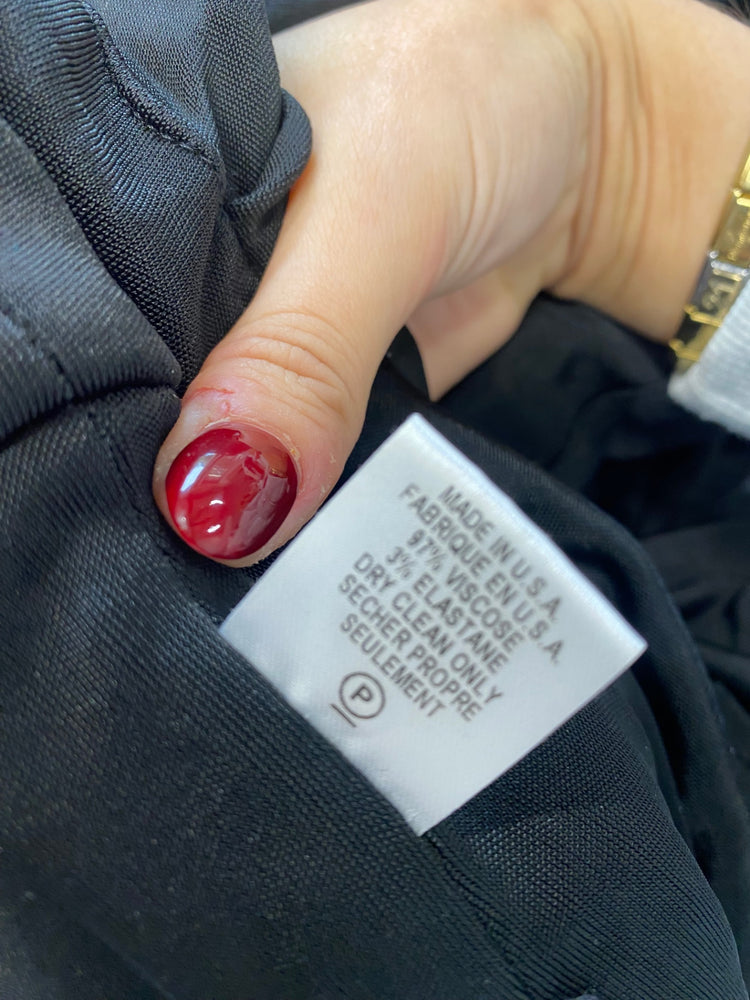 MADE IN U.S.A.
FABRIQUE EN U.S.A.
97% VISCOSE
3% ELASTANE
DRY CLEAN ONLY
SECHER PROPRE
SEULEMENT
P